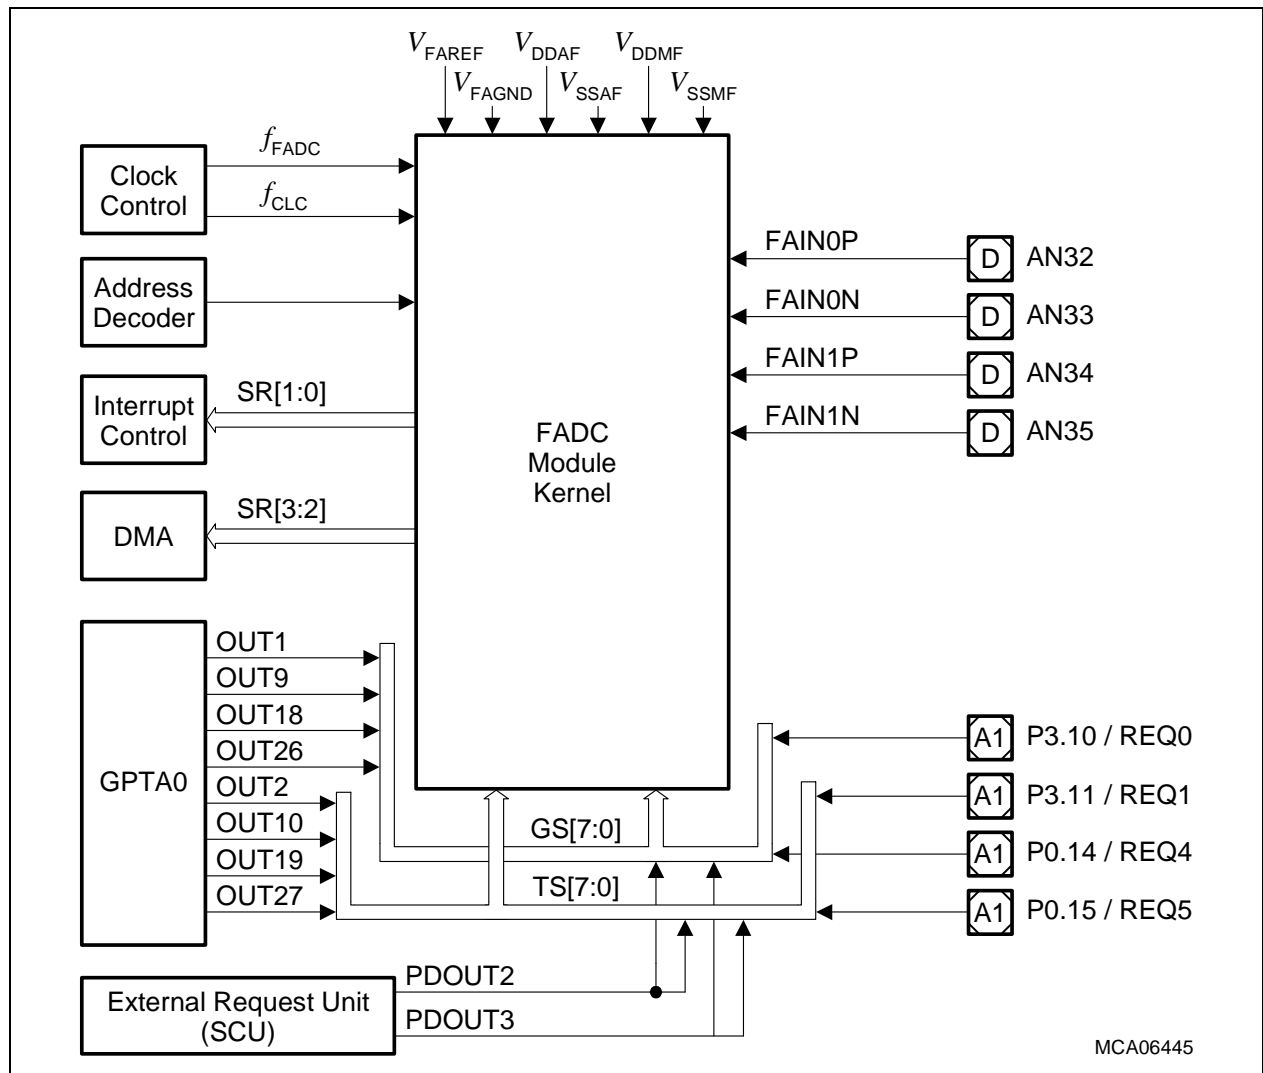 VFAREF VDDAF VDDMF
VFAGND VSSAF VSSMF
Clock
Control
fFADC
fCLC
Address
Decoder
Interrupt
Control
SR[1:0]
DMA
SR[3:2]
FADC
Module
Kernel
FAIN0P D AN32
FAIN0N D AN33
FAIN1P D AN34
FAIN1N D AN35
GPTA0
OUT1
OUT9
OUT18
OUT26
OUT2
OUT10
OUT19
OUT27
GS[7:0]
TS[7:0]
A1 P3.10 / REQ0
A1 P3.11 / REQ1
A1 P0.14 / REQ4
A1 P0.15 / REQ5
External Request Unit
(SCU)
PDOUT2
PDOUT3
MCA06445